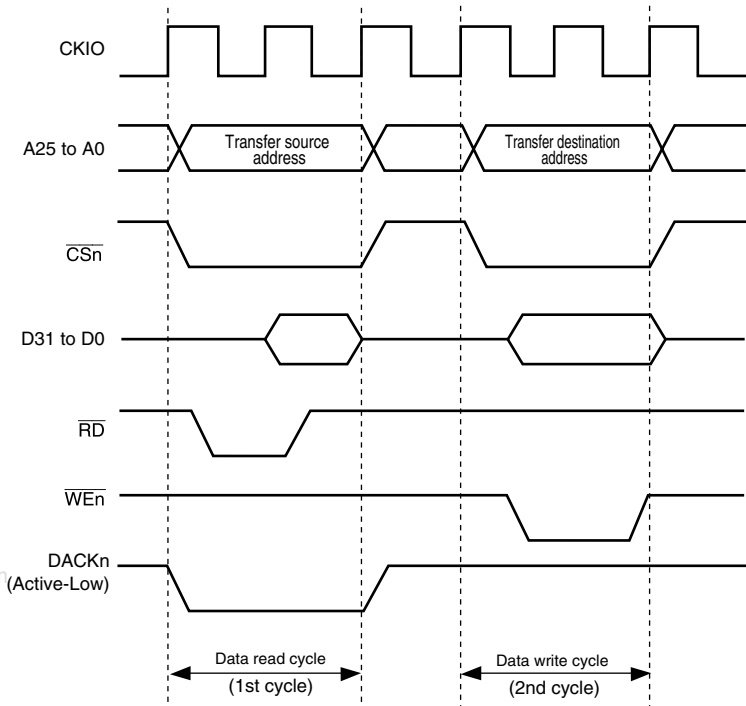 CKIO
A25 to A0
Transfer source
address
Transfer destination
address
CSn
D31 to D0
RD
WEn
DACKn
(Active-Low)
Data read cycle
(1st cycle)
Data write cycle
(2nd cycle)